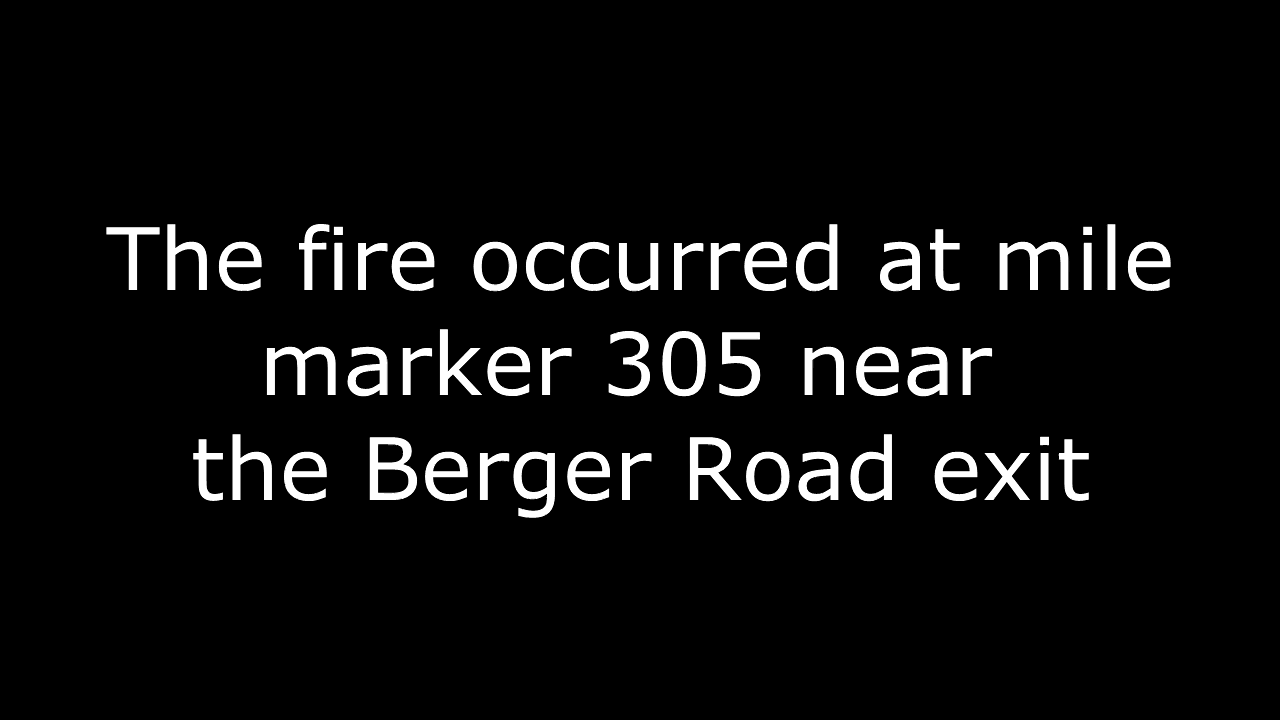 The fire occurred at mile
marker 305 near
the Berger Road exit